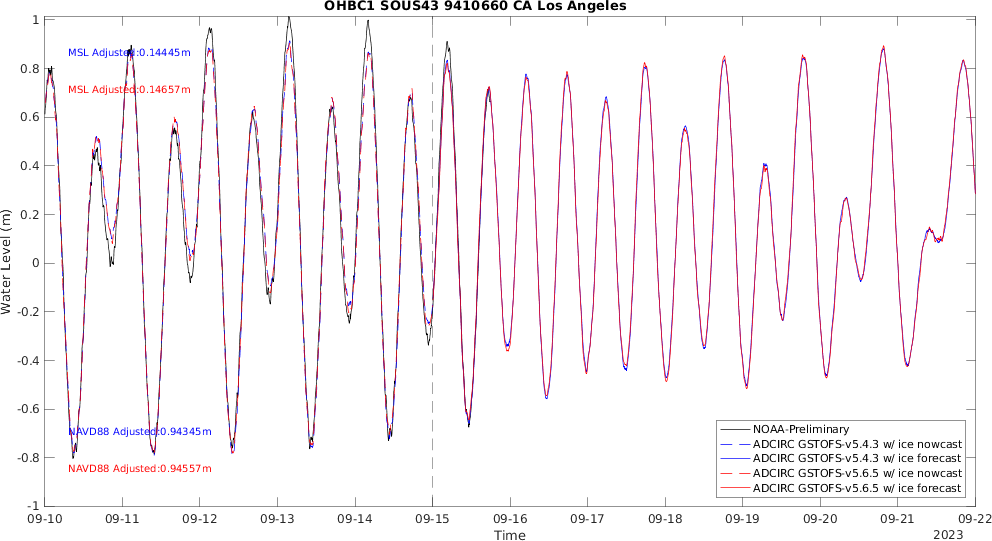 OHBC1 SOUS43 9410660 CA Los Angeles
1
0.8
0.6
0.4
0.2
0
-0.2
-0.4
-0.6
-0.8
-1
Water Level (m)
MSL Adjusted:0.14445m
MSL Adjusted:0.14657m
NAVD88 Adjusted:0.94345m
NAVD88 Adjusted:0.94557m
NOAA-Preliminary
ADCIRC GSTOFS-v5.4.3 w/ ice nowcast
ADCIRC GSTOFS-v5.4.3 w/ ice forecast
ADCIRC GSTOFS-v5.6.5 w/ ice nowcast
ADCIRC GSTOFS-v5.6.5 w/ ice forecast
09-10 09-11 09-12 09-13 09-14 09-15 09-16 09-17 09-18 09-19 09-20 09-21 09-22
Time
2023